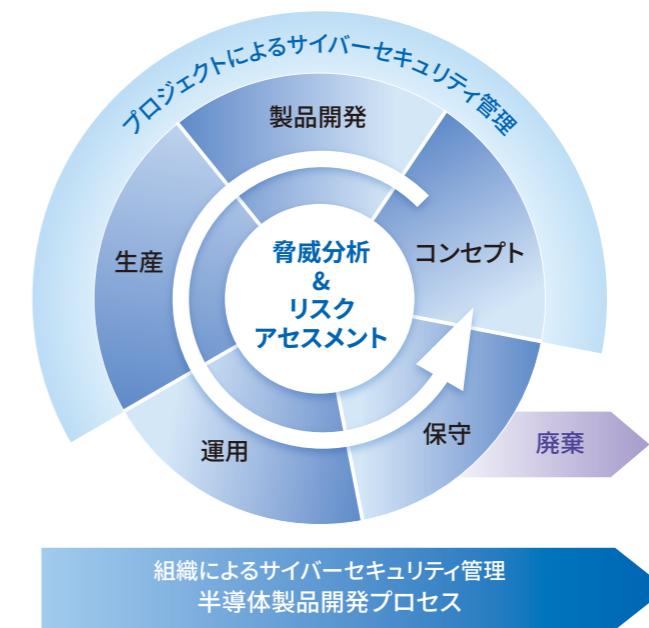 プロジェクトによるサイバーセキュリティ管理
製品開発
コンセプト
生産
脅威分析
&
リスク
アセスメント
運用
保守
廃棄
組織によるサイバーセキュリティ管理
半導体製品開発プロセス